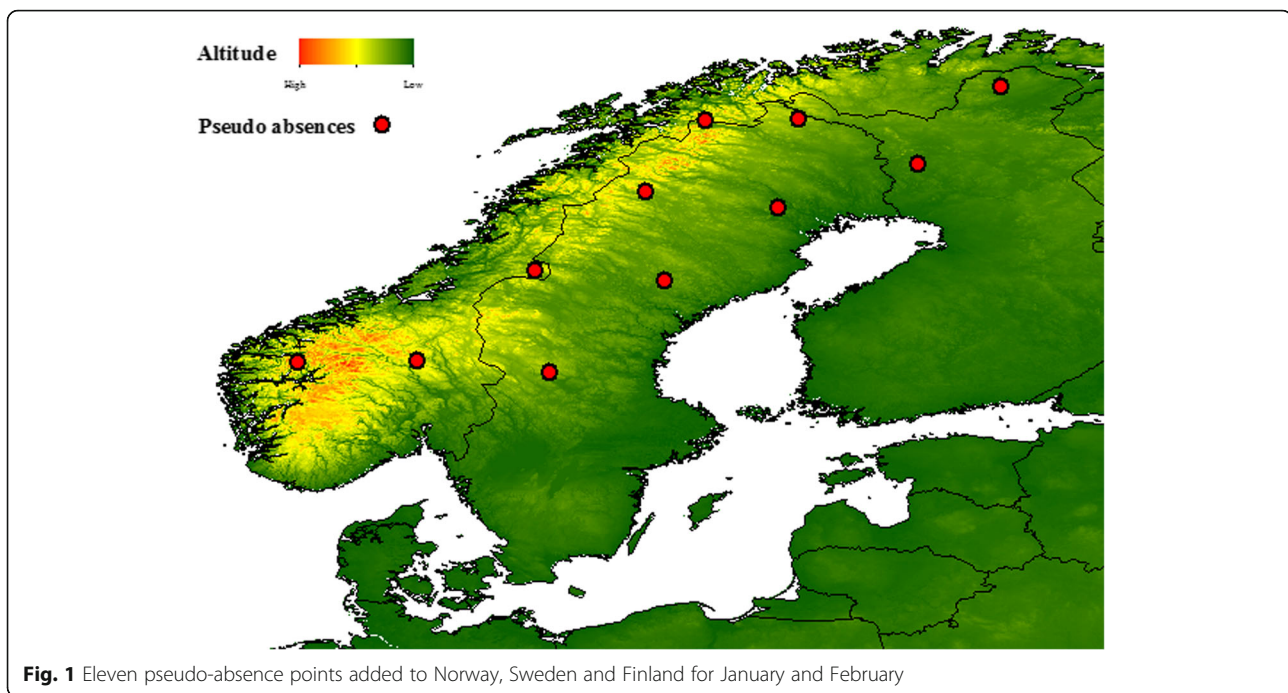 Altitude
High Low
Pseudo absences
Fig. 1 Eleven pseudo-absence points added to Norway, Sweden and Finland for January and February